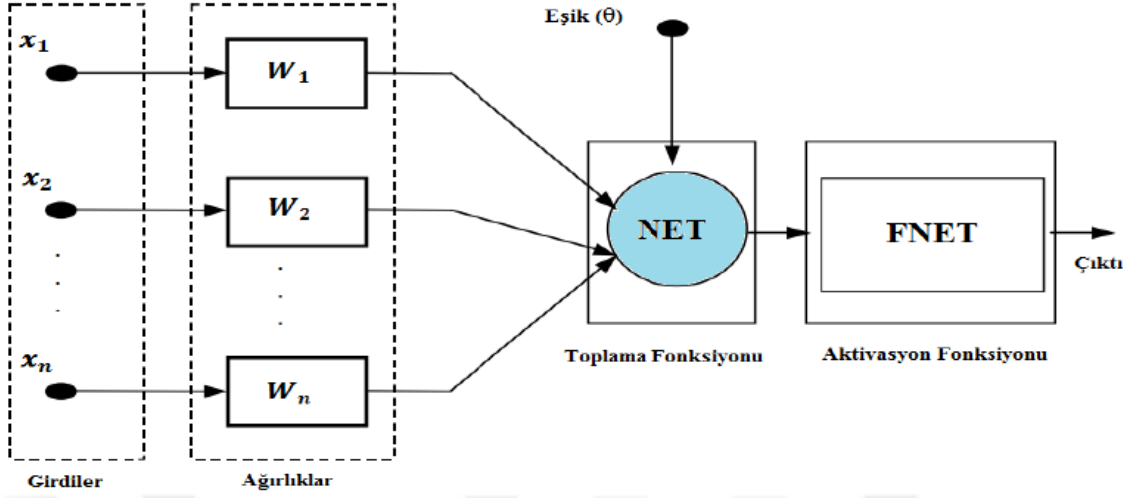 Eşik (θ)
x₁
W₁
x₂
W₂
NET
FNET
Çıktı
Toplama Fonksiyonu
Aktivasyon Fonksiyonu
xₙ
Wₙ
Girdiler
Ağırlıklar